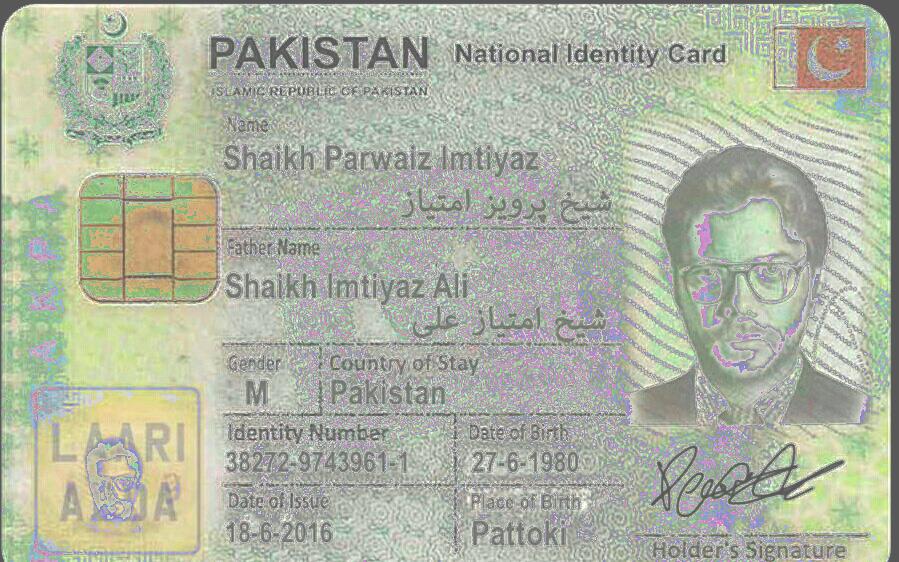 PAKISTAN National Identity Card
ISLAMIC REPUBLIC OF PAKISTAN
Name
Shaikh Parwaiz Imtiyaz
شیخ پرویز امتیاز
Father Name
Shaikh Imtiyaz Ali
شیخ امتیاز علی
Gender
Country of Stay
M
Pakistan
Identity Number
Date of Birth
38272-9743961-1
27-6-1980
Date of Issue
Place of Birth
18-6-2016
Pattoki
LAARI
Holder's Signature